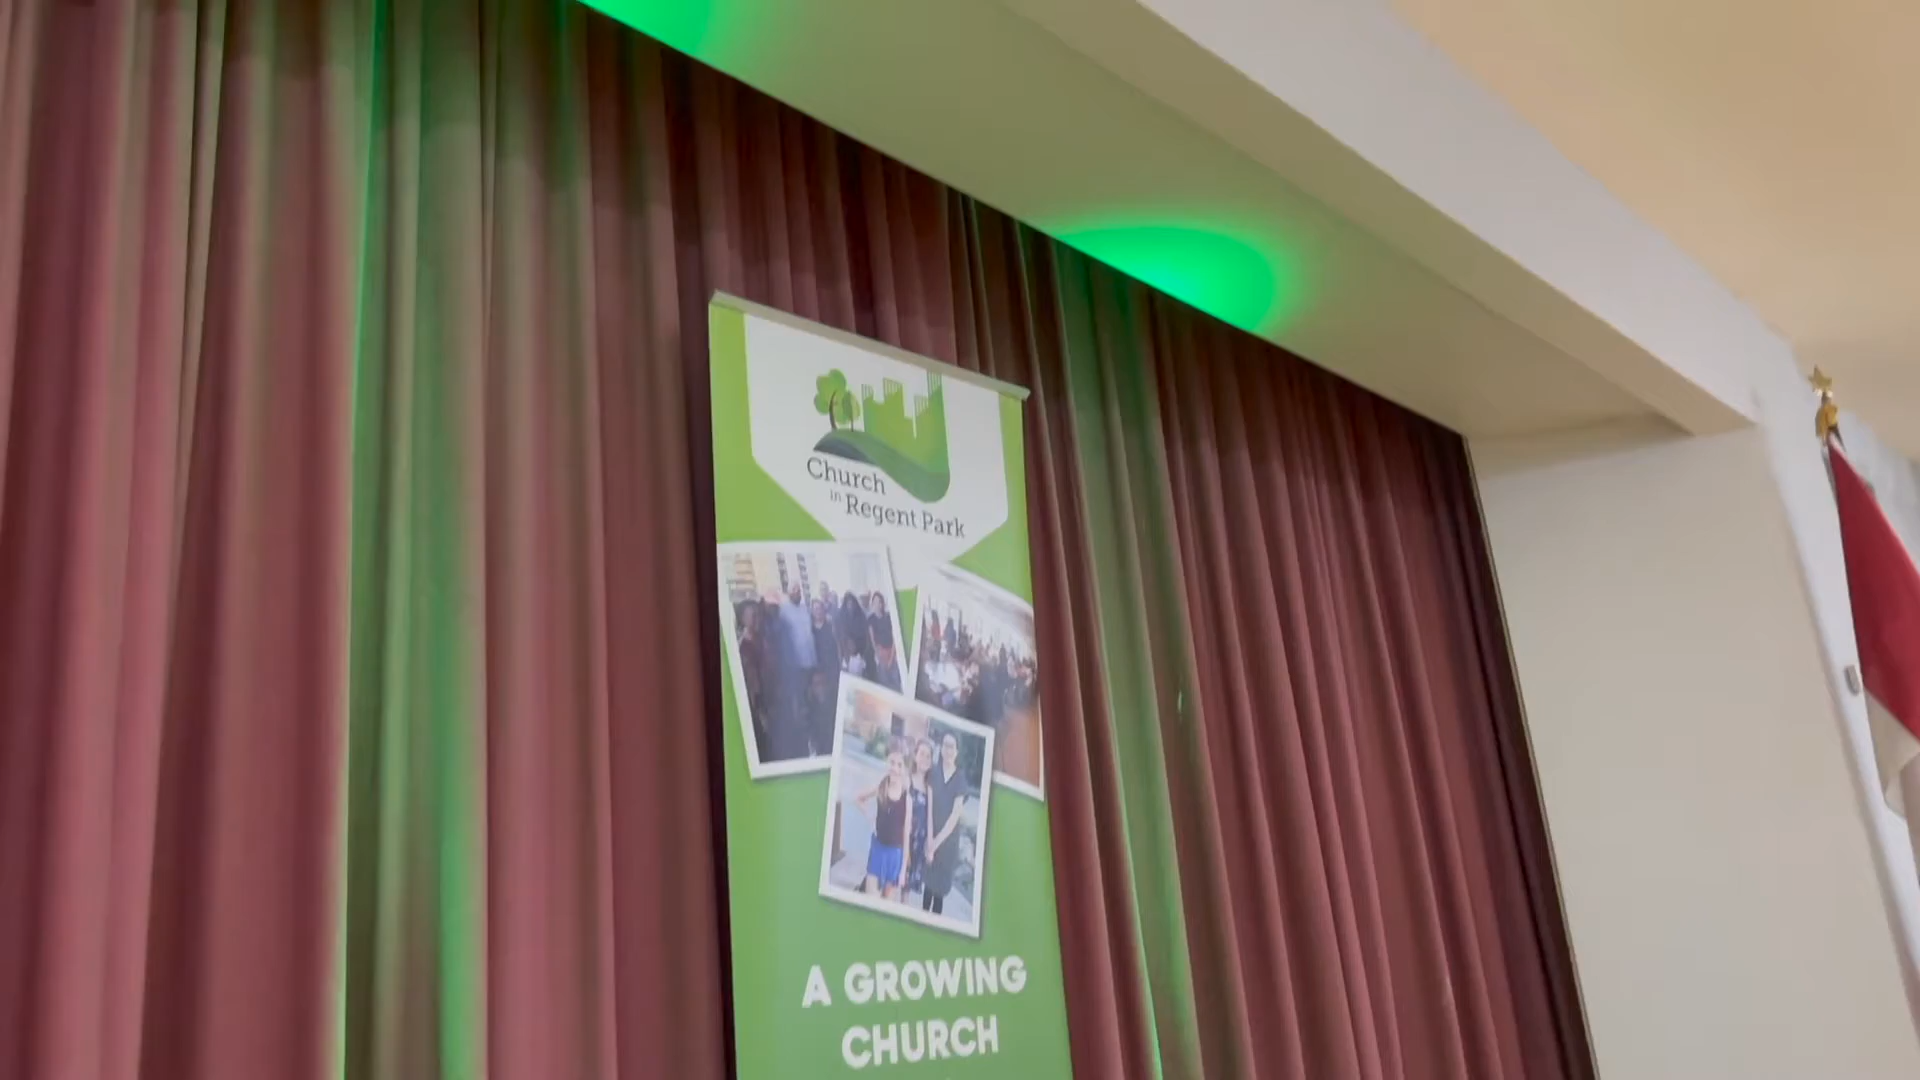 Church
in
Regent Park
A GROWING
CHURCH